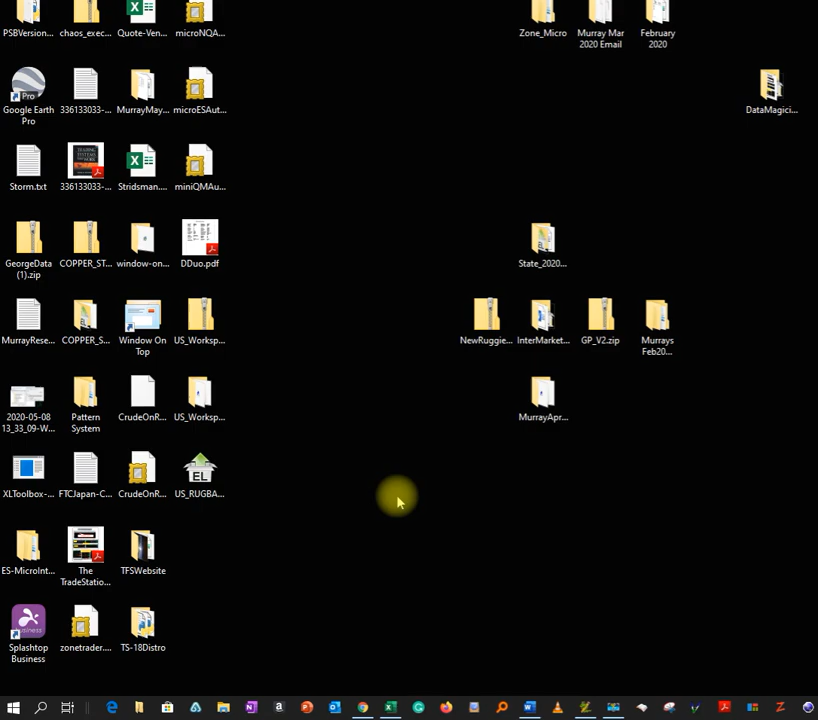 PSBVersion...
chaos_exec...
Quote-Ven...
microNQA...
Zone_Micro
Murray Mar
2020 Email
February
2020
Pro
Google Earth
Pro
336133033-...
MurrayMay...
microESAut...
DataMagici...
Storm.txt
336133033-...
Stridsman....
miniQMAu...
GeorgeData
(1).zip
COPPER_ST...
window-on...
DDuo.pdf
State_2020...
MurrayRese...
COPPER_S...
Window On
Top
US_Worksp...
NewRuggie...
InterMarket...
GP_V2.zip
Murrays
Feb20...
2020-05-08
13_33_09-W...
Pattern
System
CrudeOnR...
US_Worksp...
MurrayApr...
EL
XLToolbox-...
FTCJapan-C...
CrudeOnR...
US_RUGBA...
ES-MicroInt...
The
TradeStatio...
TFSWebsite
business
Splashtop
Business
zonetrader....
TS-18Distro